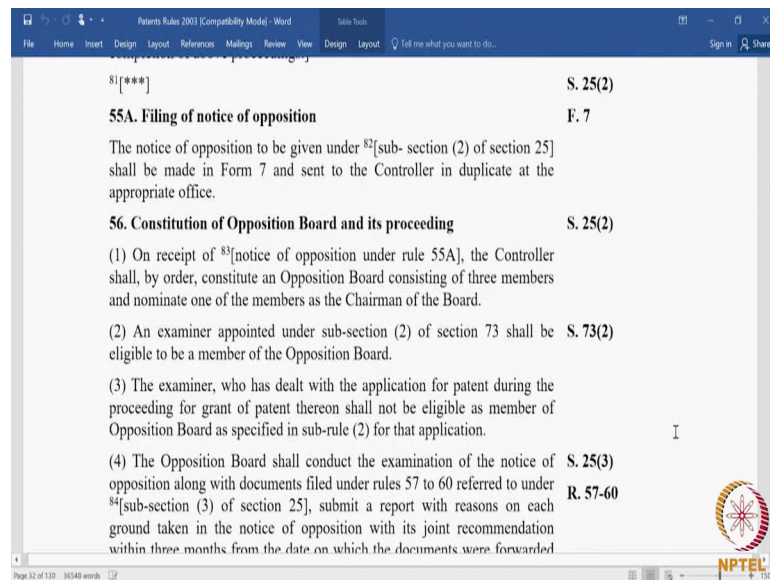 Patents Rules 2003 [Compatibility Mode] - Word
Table Tools
File Home Insert Design Layout References Mailings Review View Design Layout Tell me what you want to do... Sign in Share
81[***] S. 25(2)
55A. Filing of notice of opposition F. 7
The notice of opposition to be given under 82[sub- section (2) of section 25]
shall be made in Form 7 and sent to the Controller in duplicate at the
appropriate office.
56. Constitution of Opposition Board and its proceeding S. 25(2)
(1) On receipt of 83[notice of opposition under rule 55A], the Controller
shall, by order, constitute an Opposition Board consisting of three members
and nominate one of the members as the Chairman of the Board.
(2) An examiner appointed under sub-section (2) of section 73 shall be S. 73(2)
eligible to be a member of the Opposition Board.
(3) The examiner, who has dealt with the application for patent during the
proceeding for grant of patent thereon shall not be eligible as member of
Opposition Board as specified in sub-rule (2) for that application.
(4) The Opposition Board shall conduct the examination of the notice of S. 25(3)
opposition along with documents filed under rules 57 to 60 referred to under R. 57-60
84[sub-section (3) of section 25], submit a report with reasons on each
ground taken in the notice of opposition with its joint recommendation
within three months from the date on which the documents were forwarded
NPTEL
Page 32 of 130 36548 words